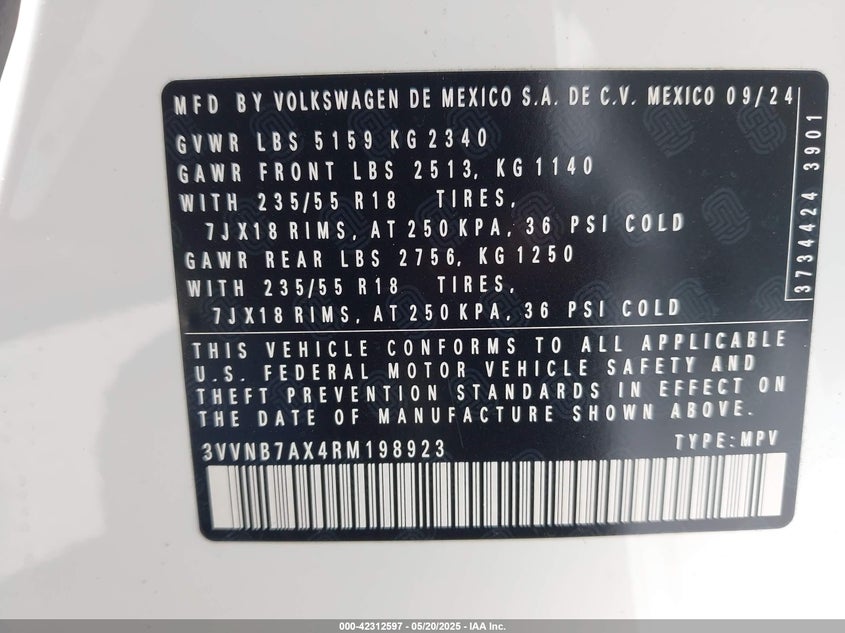 MFD BY VOLKSWAGEN DE MEXICO S.A. DE C.V. MEXICO 09/24
GVWR LBS 5159 KG 2340
GAWR FRONT LBS 2513, KG 1140
WITH 235/55 R18 TIRES,
7JX18 RIMS, AT 250 KPA, 36 PSI COLD
GAWR REAR LBS 2756, KG 1250
WITH 235/55 R18 TIRES,
7JX18 RIMS, AT 250 KPA, 36 PSI COLD
3734424 3901
THIS VEHICLE CONFORMS TO ALL APPLICABLE
U.S. FEDERAL MOTOR VEHICLE SAFETY AND
THEFT PREVENTION STANDARDS IN EFFECT ON
THE DATE OF MANUFACTURE SHOWN ABOVE.
3VVNB7AX4RM198923 TYPE:MPV
000-42312597 - 05/20/2025 - IAA Inc.